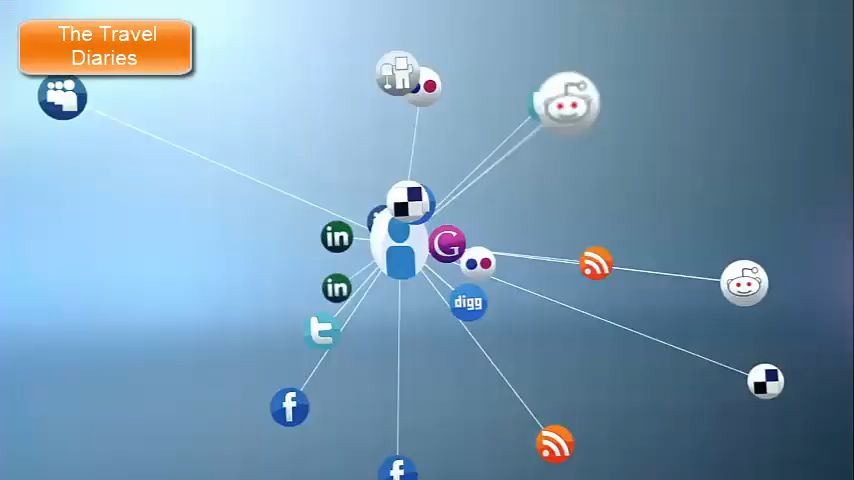 The Travel
Diaries
in
G
in
digg